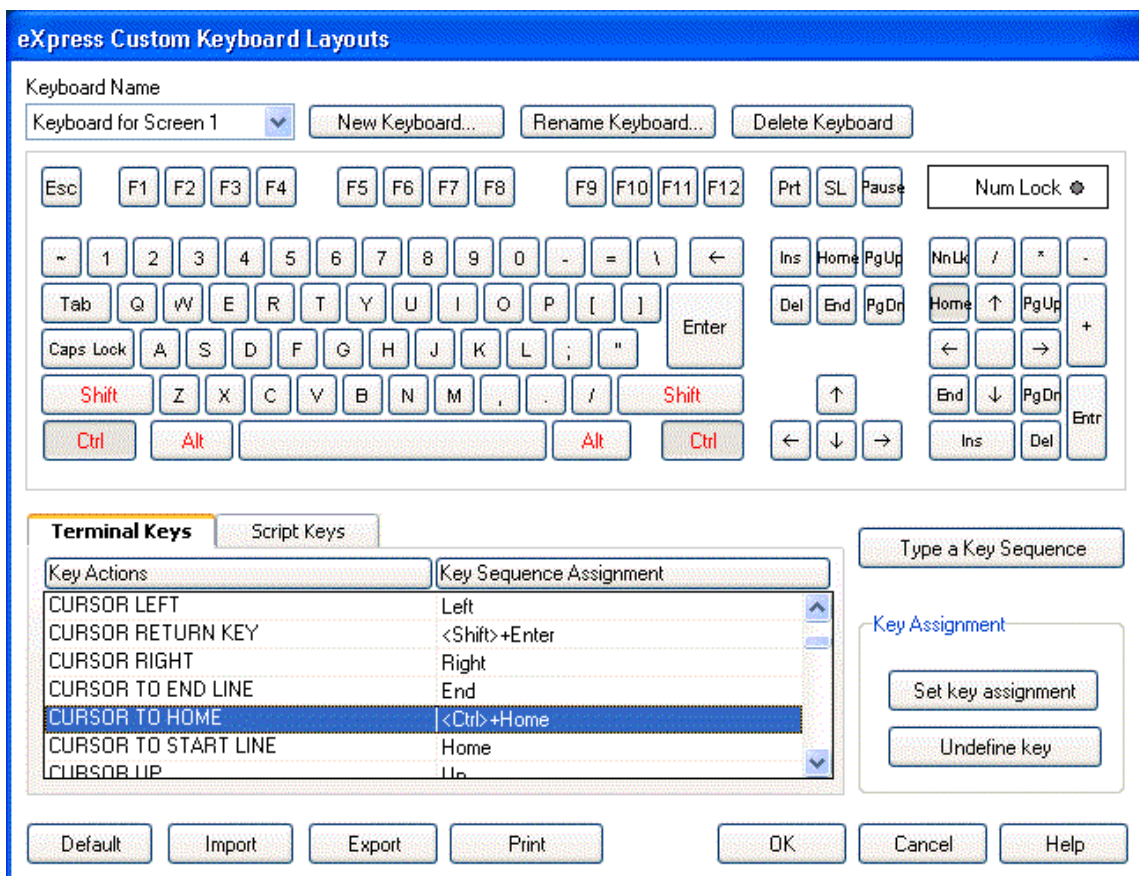 eXpress Custom Keyboard Layouts
Keyboard Name
Keyboard for Screen 1 New Keyboard... Rename Keyboard... Delete Keyboard
Esc F1 F2 F3 F4 F5 F6 F7 F8 F9 F10 F11 F12 Prt SL Pause Num Lock
~ 1 2 3 4 5 6 7 8 9 0 - = \ ← Ins Home PgUp NnLk / * -
Tab Q W E R T Y U I O P [ ] Enter Del End PgDn Home ↑ PgUp +
Caps Lock A S D F G H J K L ; " ← →
Shift Z X C V B N M , . / Shift ↑ End ↓ PgDn Entr
Ctrl Alt Alt Ctrl ← ↓ → Ins Del
Terminal Keys Script Keys
Type a Key Sequence
Key Actions Key Sequence Assignment
CURSOR LEFT Left
CURSOR RETURN KEY <Shift>+Enter
CURSOR RIGHT Right
CURSOR TO END LINE End
CURSOR TO HOME <Ctrl>+Home
CURSOR TO START LINE Home
CURSOR UP Up
Key Assignment
Set key assignment
Undefine key
Default Import Export Print OK Cancel Help